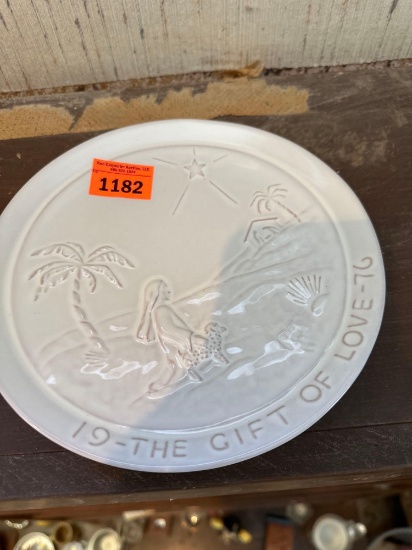 1182
19-THE GIFT OF LOVE-76